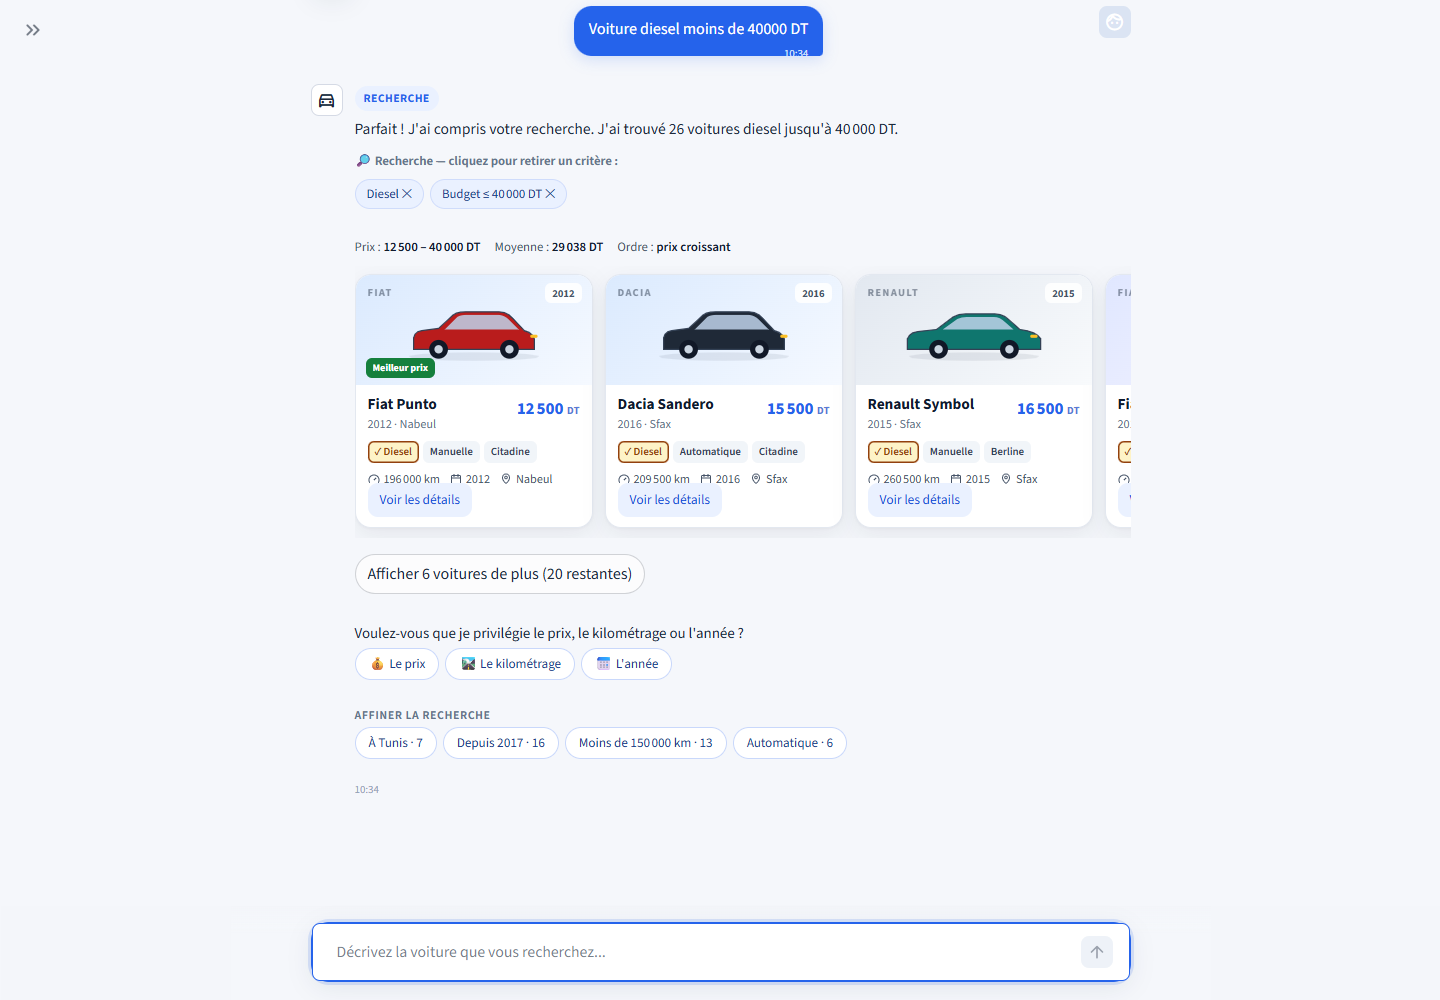 Voiture diesel moins de 40000 DT
10:34
RECHERCHE
Parfait ! J'ai compris votre recherche. J'ai trouvé 26 voitures diesel jusqu'à 40 000 DT.
Recherche — cliquez pour retirer un critère :
Diesel ✕ Budget ≤ 40 000 DT ✕
Prix : 12 500 – 40 000 DT Moyenne : 29 038 DT Ordre : prix croissant
FIAT 2012
Meilleur prix
Fiat Punto 12 500 DT
2012 · Nabeul
✓ Diesel Manuelle Citadine
196 000 km 2012 Nabeul
Voir les détails
DACIA 2016
Dacia Sandero 15 500 DT
2016 · Sfax
✓ Diesel Automatique Citadine
209 500 km 2016 Sfax
Voir les détails
RENAULT 2015
Renault Symbol 16 500 DT
2015 · Sfax
✓ Diesel Manuelle Berline
260 500 km 2015 Sfax
Voir les détails
Afficher 6 voitures de plus (20 restantes)
Voulez-vous que je privilégie le prix, le kilométrage ou l'année ?
Le prix Le kilométrage L'année
AFFINER LA RECHERCHE
À Tunis · 7 Depuis 2017 · 16 Moins de 150 000 km · 13 Automatique · 6
10:34
Décrivez la voiture que vous recherchez...